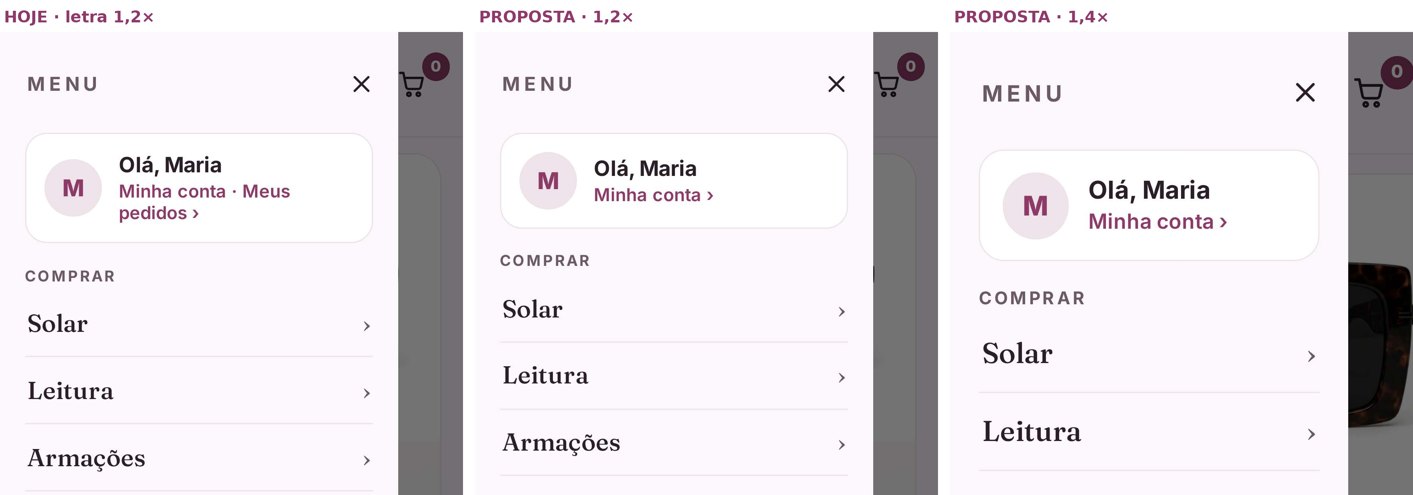 HOJE · letra 1,2×
MENU
0
M
Olá, Maria
Minha conta · Meus
pedidos ›
COMPRAR
Solar ›
Leitura ›
Armações ›
PROPOSTA · 1,2×
MENU
0
M
Olá, Maria
Minha conta ›
COMPRAR
Solar ›
Leitura ›
Armações ›
PROPOSTA · 1,4×
MENU
0
M
Olá, Maria
Minha conta ›
COMPRAR
Solar ›
Leitura ›